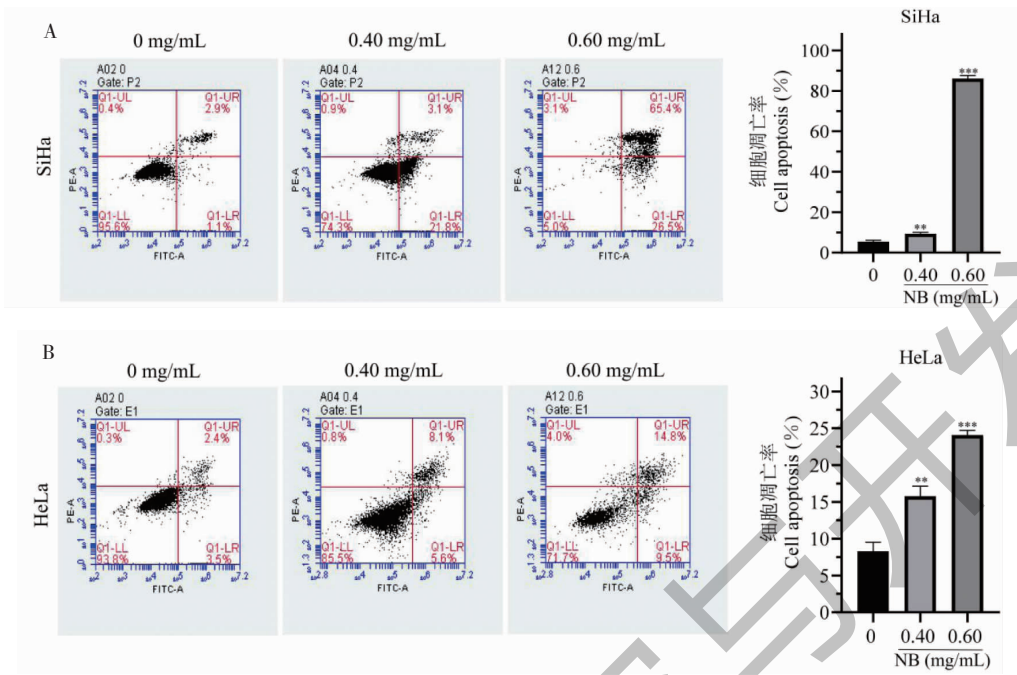 A
0 mg/mL
0.40 mg/mL
0.60 mg/mL
SiHa
A02 0
Gate: P2
Q1-UL
0.4%
Q1-UR
2.9%
Q1-LL
95.6%
Q1-LR
1.1%
PE-A
FITC-A
A04 0.4
Gate: P2
Q1-UL
0.9%
Q1-UR
3.1%
Q1-LL
74.3%
Q1-LR
21.8%
PE-A
FITC-A
A12 0.6
Gate: P2
Q1-UL
3.1%
Q1-UR
65.4%
Q1-LL
5.0%
Q1-LR
26.5%
PE-A
FITC-A
SiHa
细胞凋亡率
Cell apoptosis (%)
100
80
60
40
20
0
**
***
0 0.40 0.60
NB (mg/mL)
B
0 mg/mL
0.40 mg/mL
0.60 mg/mL
HeLa
A02 0
Gate: E1
Q1-UL
0.3%
Q1-UR
2.4%
Q1-LL
93.8%
Q1-LR
3.5%
PE-A
FITC-A
A04 0.4
Gate: E1
Q1-UL
0.8%
Q1-UR
8.1%
Q1-LL
85.5%
Q1-LR
5.6%
PE-A
FITC-A
A12 0.6
Gate: E1
Q1-UL
4.0%
Q1-UR
14.8%
Q1-LL
71.7%
Q1-LR
9.5%
PE-A
FITC-A
HeLa
细胞凋亡率
Cell apoptosis (%)
30
25
20
15
10
5
0
**
***
0 0.40 0.60
NB (mg/mL)
与开